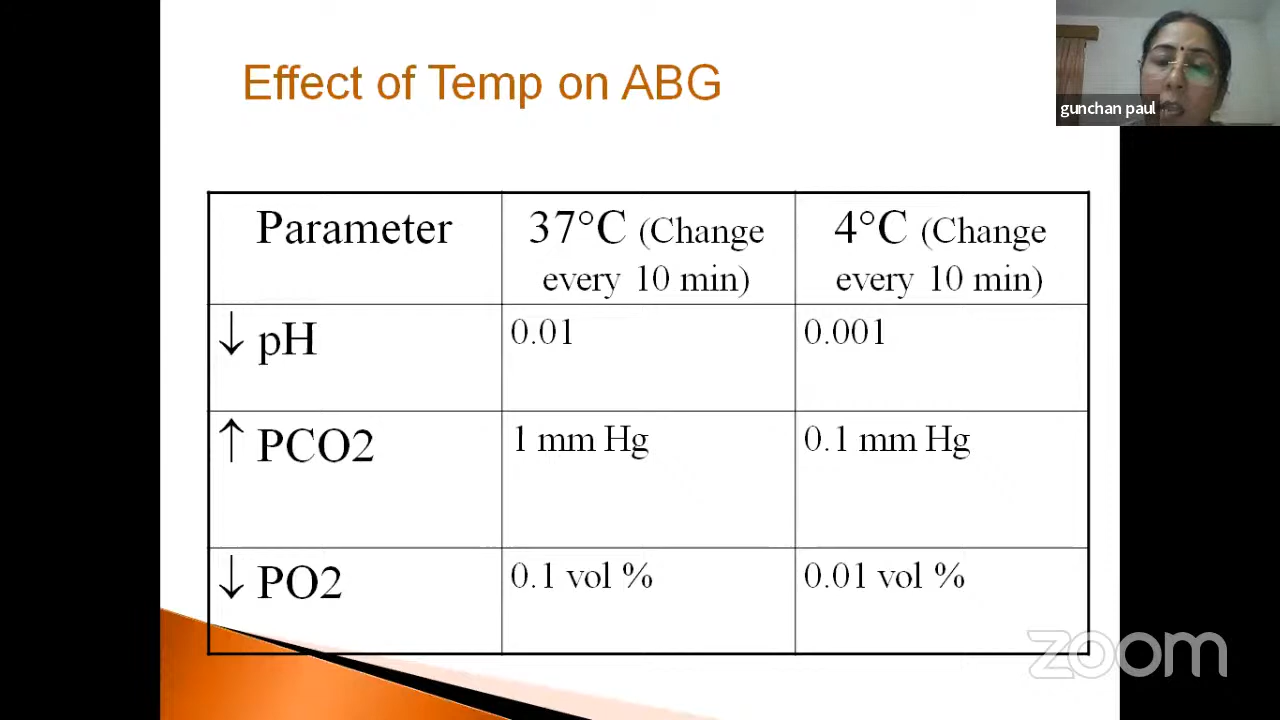 Effect of Temp on ABG
gunchan paul
Parameter
37°C (Change
every 10 min)
4°C (Change
every 10 min)
↓ pH
0.01
0.001
↑ PCO2
1 mm Hg
0.1 mm Hg
↓ PO2
0.1 vol %
0.01 vol %
zoom